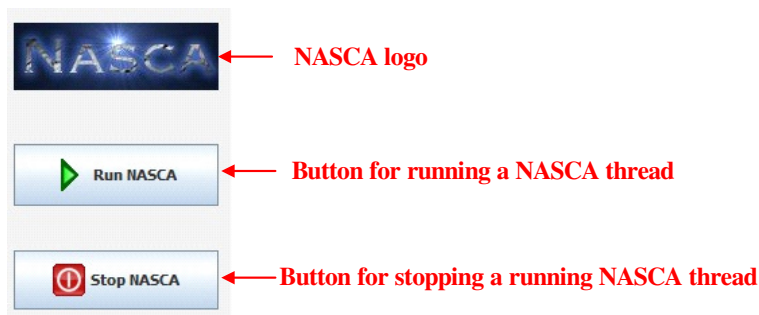 NASCA NASCA logo
Run NASCA Button for running a NASCA thread
Stop NASCA Button for stopping a running NASCA thread